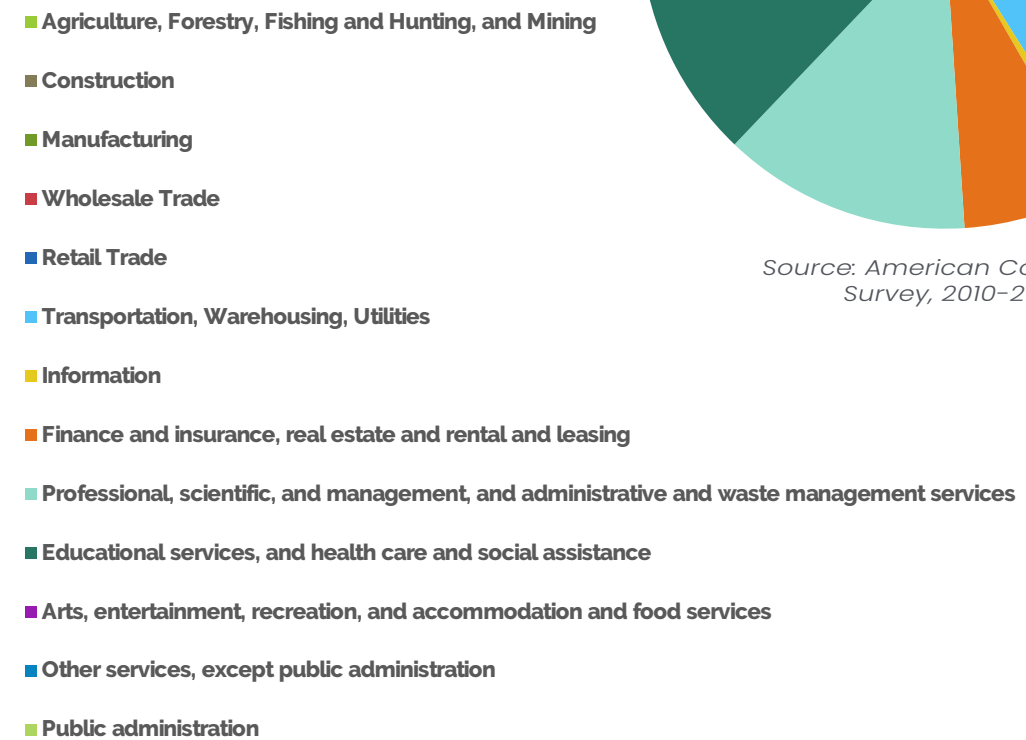 Agriculture, Forestry, Fishing and Hunting, and Mining
Construction
Manufacturing
Wholesale Trade
Retail Trade
Transportation, Warehousing, Utilities
Information
Finance and insurance, real estate and rental and leasing
Professional, scientific, and management, and administrative and waste management services
Educational services, and health care and social assistance
Arts, entertainment, recreation, and accommodation and food services
Other services, except public administration
Public administration
Source: American
Survey,